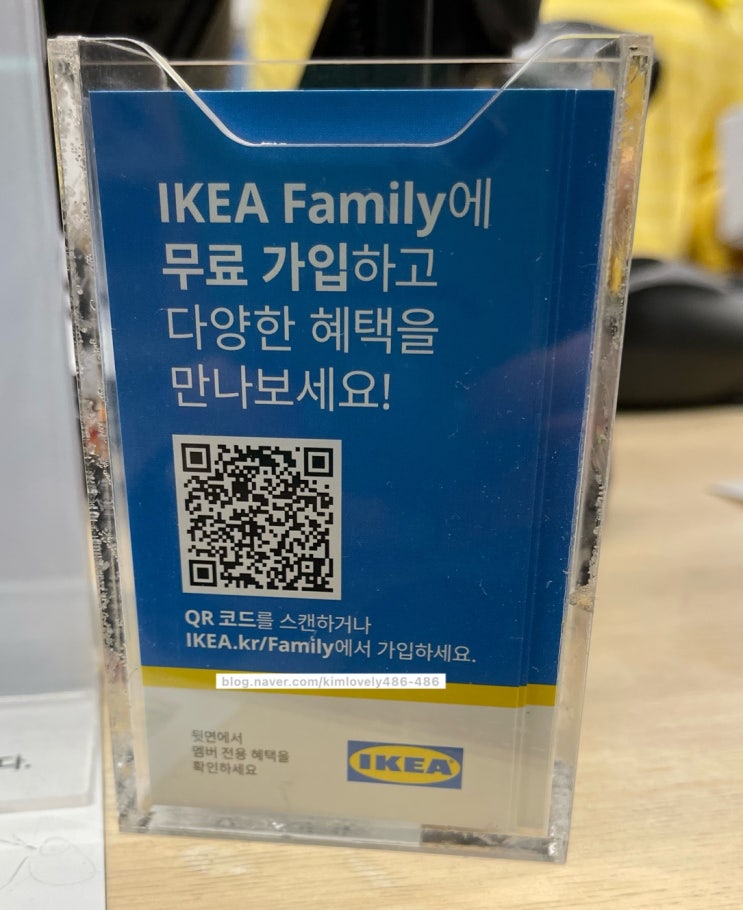 IKEA Family에
무료 가입하고
다양한 혜택을
만나보세요!
QR 코드를 스캔하거나
IKEA.kr/Family에서 가입하세요.
blog.naver.com/kimlovely486-486
뒷면에서
멤버 전용 혜택을
확인하세요
IKEA
다.